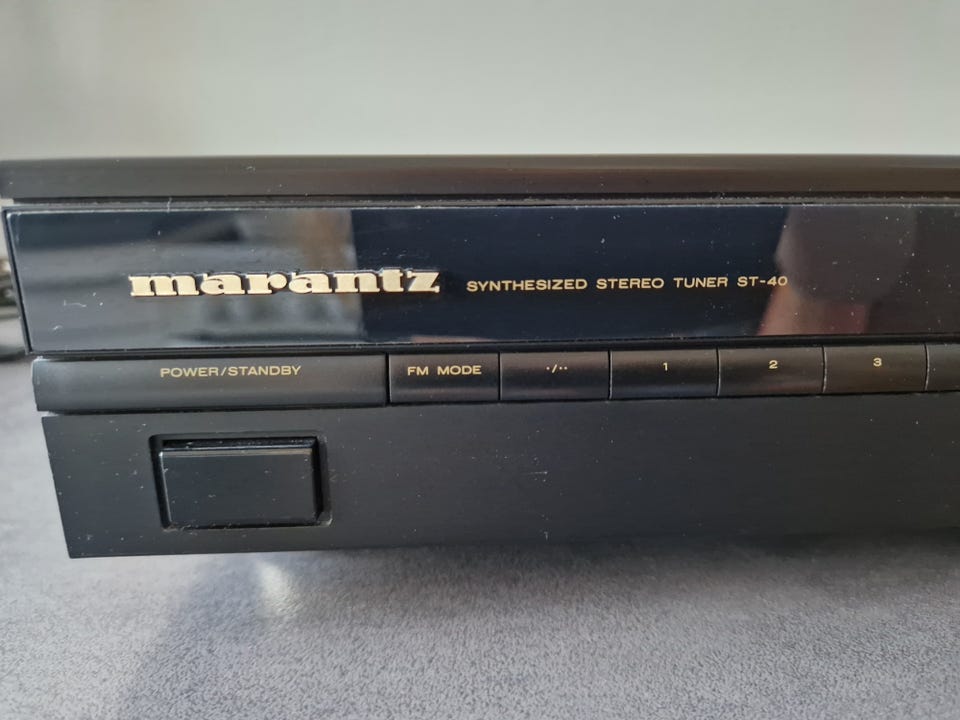 marantz SYNTHESIZED STEREO TUNER ST-40
POWER/STANDBY FM MODE ·/·· 1 2 3